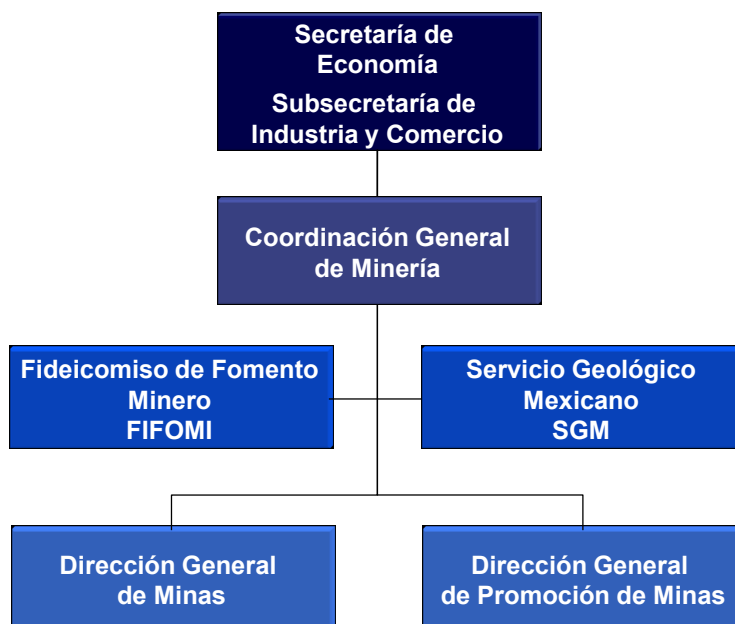 Secretaría de
Economía
Subsecretaría de
Industria y Comercio
Coordinación General
de Minería
Fideicomiso de Fomento
Minero
FIFOMI
Servicio Geológico
Mexicano
SGM
Dirección General
de Minas
Dirección General
de Promoción de Minas